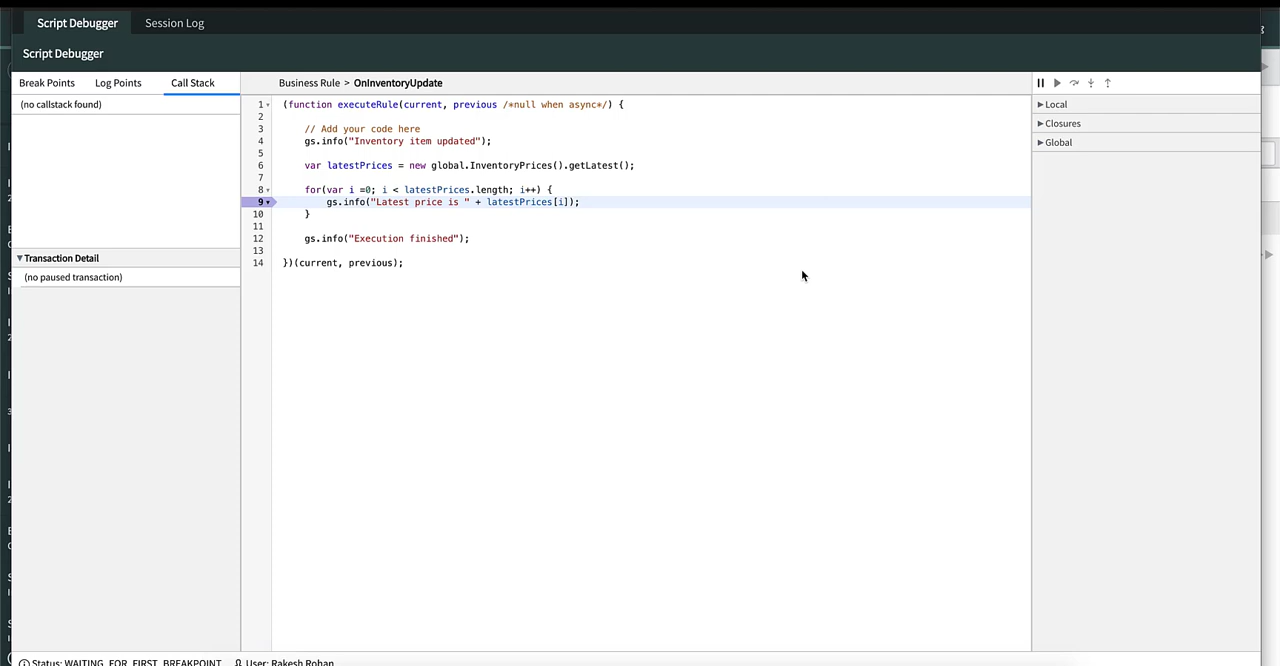 Script Debugger
Session Log
Script Debugger
Break Points
Log Points
Call Stack
(no callstack found)
Transaction Detail
(no paused transaction)
Business Rule > OnInventoryUpdate
1 (function executeRule(current, previous /*null when async*/) {
2
3 // Add your code here
4 gs.info("Inventory item updated");
5
6 var latestPrices = new global.InventoryPrices().getLatest();
7
8 for(var i =0; i < latestPrices.length; i++) {
9 gs.info("Latest price is " + latestPrices[i]);
10 }
11
12 gs.info("Execution finished");
13
14 })(current, previous);
Local
Closures
Global
Status: WAITING_FOR_FIRST_BREAKPOINT
User: Rakesh Rohan